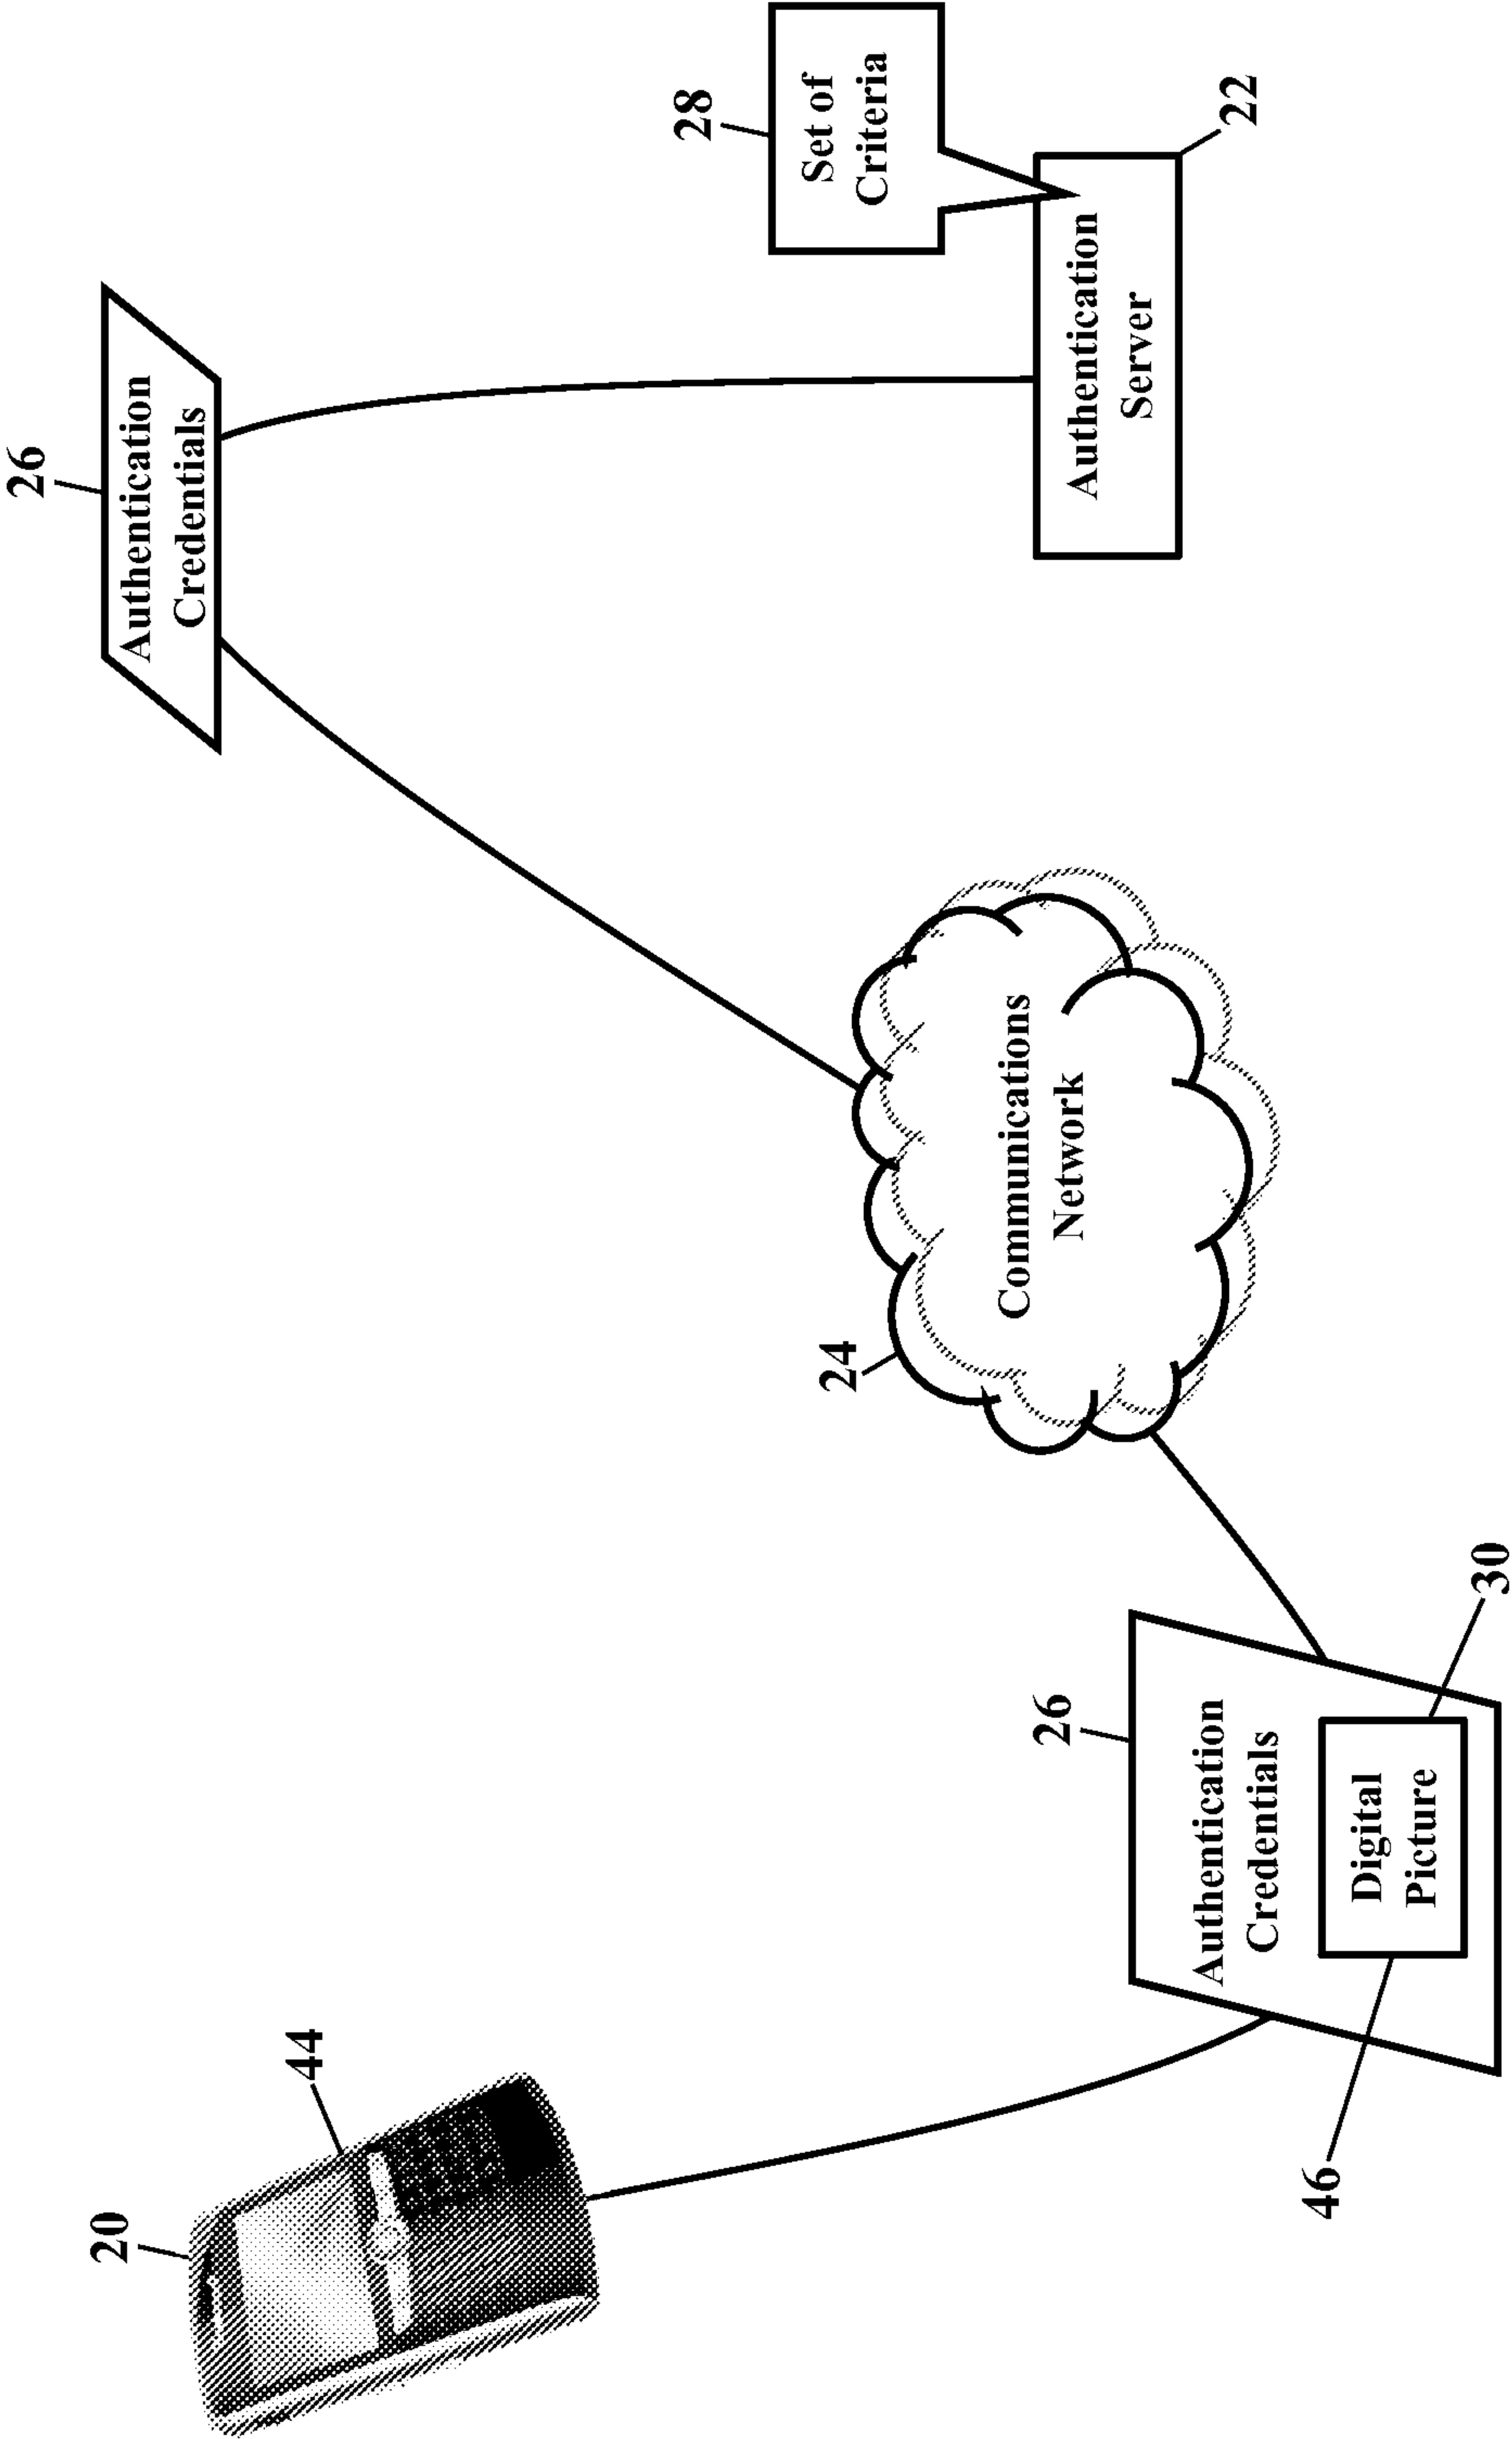 20
44
26
Authentication
Credentials
Digital
Picture
46
30
24
Communications
Network
26
Authentication
Credentials
28
Set of
Criteria
Authentication
Server
22